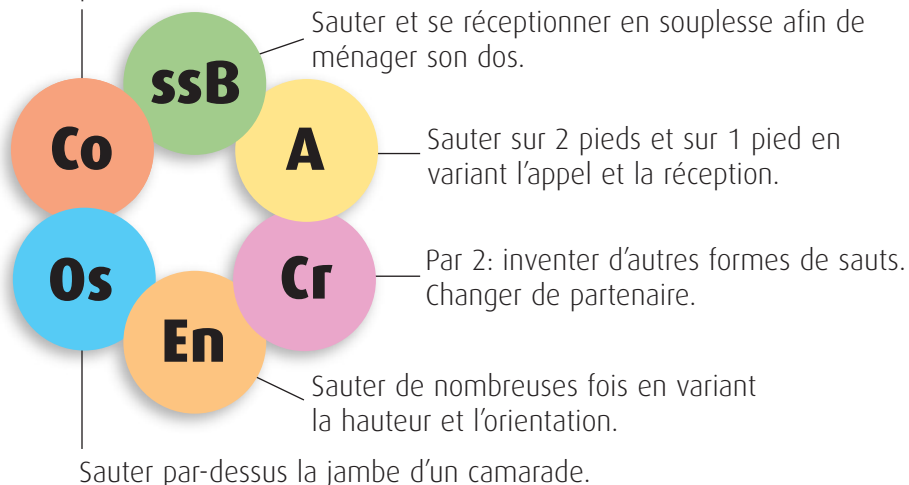 Sauter et se réceptionner en souplesse afin de
ménager son dos.
ssB
Co
A
Sauter sur 2 pieds et sur 1 pied en
variant l’appel et la réception.
Os
Cr
Par 2: inventer d’autres formes de sauts.
Changer de partenaire.
En
Sauter de nombreuses fois en variant
la hauteur et l’orientation.
Sauter par-dessus la jambe d’un camarade.